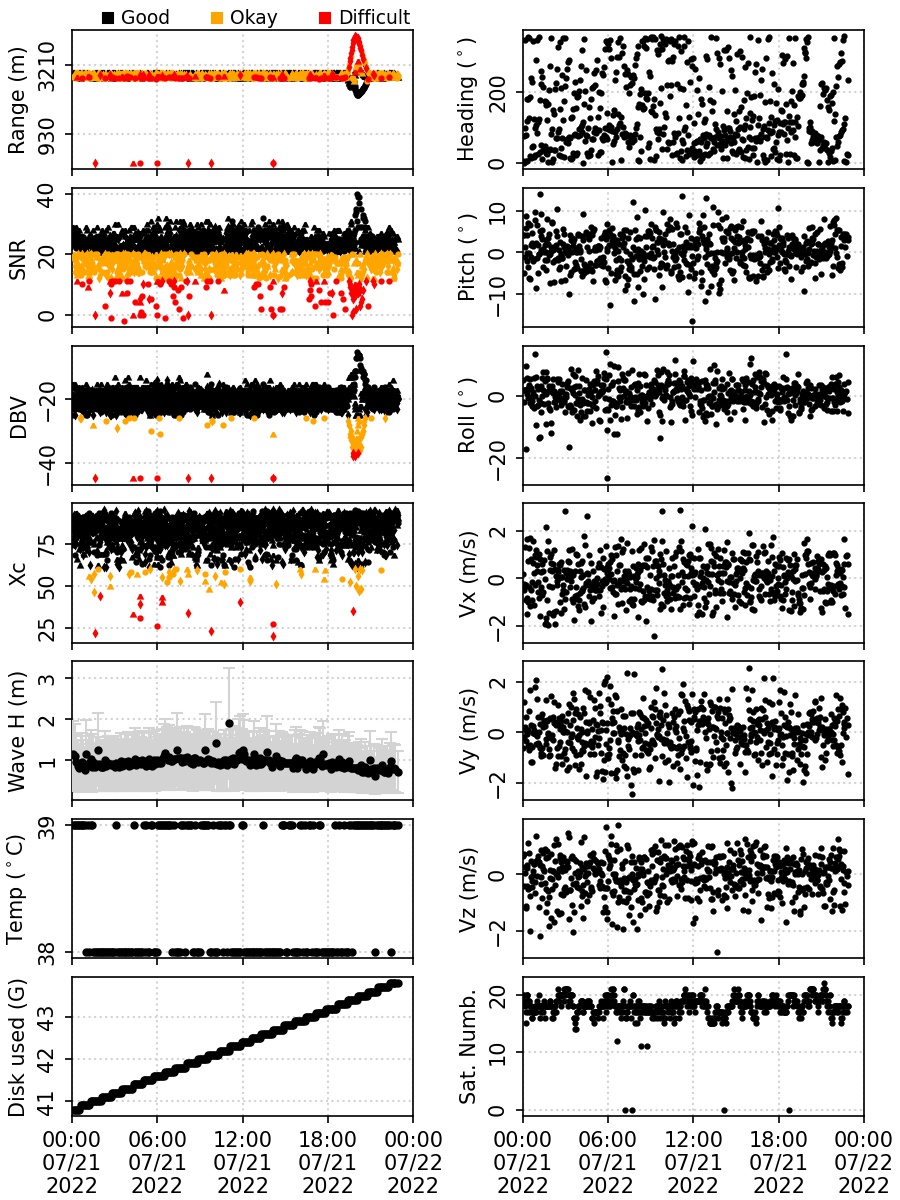 Good Okay Difficult
Range (m)
3210
930
Heading (°)
200
0
SNR
40
20
0
Pitch (°)
10
0
−10
DBV
−20
−40
Roll (°)
0
−20
Xc
75
50
25
Vx (m/s)
2
0
−2
Wave H (m)
3
2
1
Vy (m/s)
2
0
−2
Temp (°C)
39
38
Vz (m/s)
0
−2
Disk used (G)
43
42
41
Sat. Numb.
20
10
0
00:00 06:00 12:00 18:00 00:00
07/21 07/21 07/21 07/21 07/22
2022 2022 2022 2022 2022
00:00 06:00 12:00 18:00 00:00
07/21 07/21 07/21 07/21 07/22
2022 2022 2022 2022 2022